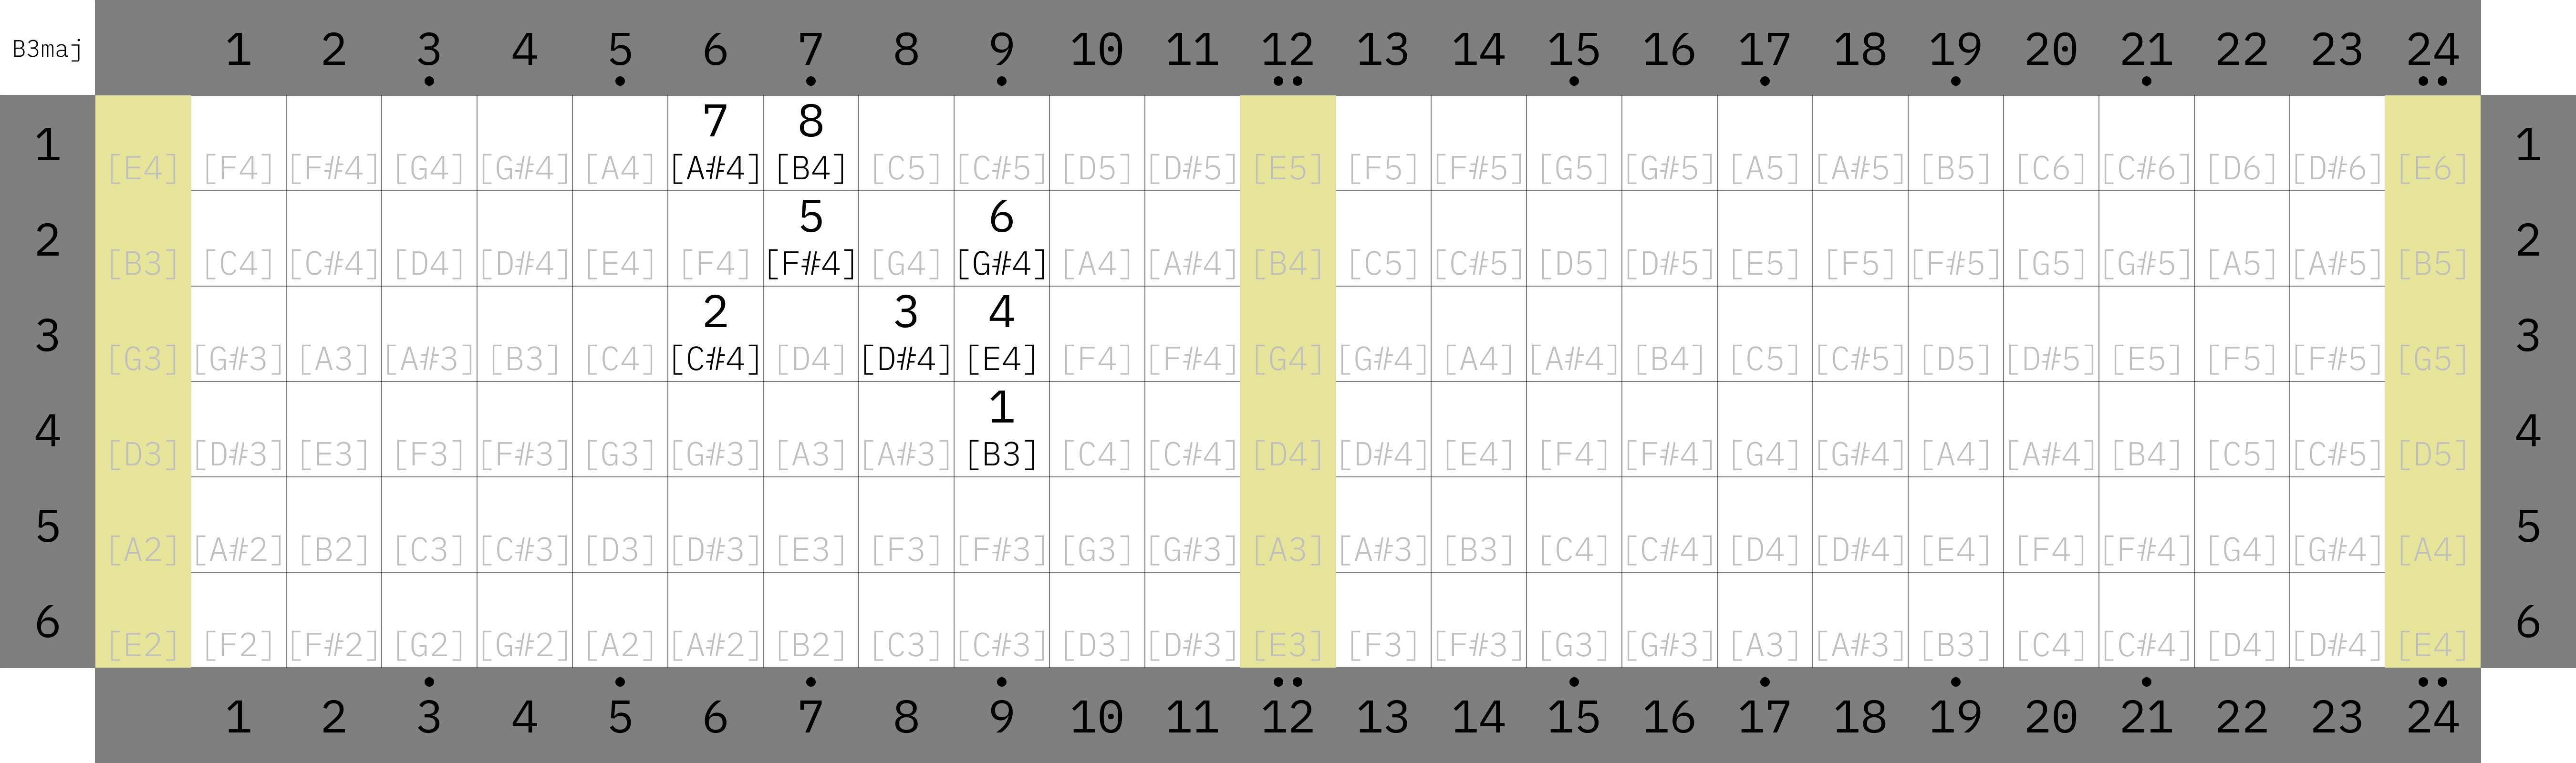 B3maj 1 2 3 4 5 6 7 8 9 10 11 12 13 14 15 16 17 18 19 20 21 22 23 24
7 8
1 [E4] [F4] [F#4] [G4] [G#4] [A4] [A#4] [B4] [C5] [C#5] [D5] [D#5] [E5] [F5] [F#5] [G5] [G#5] [A5] [A#5] [B5] [C6] [C#6] [D6] [D#6] [E6] 1
5 6
2 [B3] [C4] [C#4] [D4] [D#4] [E4] [F4] [F#4] [G4] [G#4] [A4] [A#4] [B4] [C5] [C#5] [D5] [D#5] [E5] [F5] [F#5] [G5] [G#5] [A5] [A#5] [B5] 2
2 3 4
3 [G3] [G#3] [A3] [A#3] [B3] [C4] [C#4] [D4] [D#4] [E4] [F4] [F#4] [G4] [G#4] [A4] [A#4] [B4] [C5] [C#5] [D5] [D#5] [E5] [F5] [F#5] [G5] 3
1
4 [D3] [D#3] [E3] [F3] [F#3] [G3] [G#3] [A3] [A#3] [B3] [C4] [C#4] [D4] [D#4] [E4] [F4] [F#4] [G4] [G#4] [A4] [A#4] [B4] [C5] [C#5] [D5] 4
5 [A2] [A#2] [B2] [C3] [C#3] [D3] [D#3] [E3] [F3] [F#3] [G3] [G#3] [A3] [A#3] [B3] [C4] [C#4] [D4] [D#4] [E4] [F4] [F#4] [G4] [G#4] [A4] 5
6 [E2] [F2] [F#2] [G2] [G#2] [A2] [A#2] [B2] [C3] [C#3] [D3] [D#3] [E3] [F3] [F#3] [G3] [G#3] [A3] [A#3] [B3] [C4] [C#4] [D4] [D#4] [E4] 6
1 2 3 4 5 6 7 8 9 10 11 12 13 14 15 16 17 18 19 20 21 22 23 24